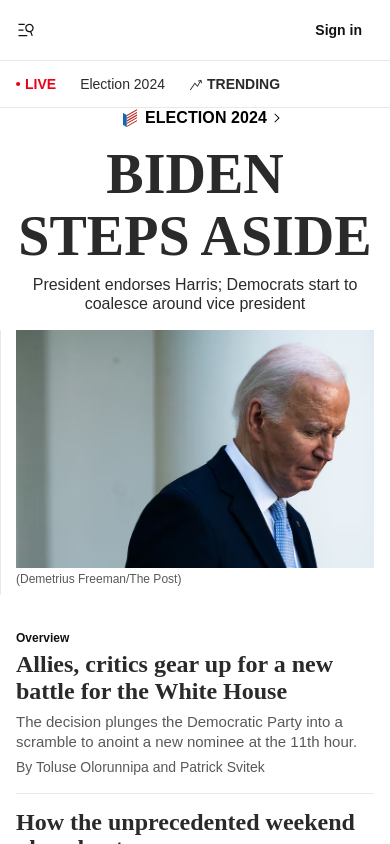 Sign in
LIVE
Election 2024
TRENDING
ELECTION 2024
BIDEN
STEPS ASIDE
President endorses Harris; Democrats start to
coalesce around vice president
(Demetrius Freeman/The Post)
Overview
Allies, critics gear up for a new
battle for the White House
The decision plunges the Democratic Party into a
scramble to anoint a new nominee at the 11th hour.
By Toluse Olorunnipa and Patrick Svitek
How the unprecedented weekend